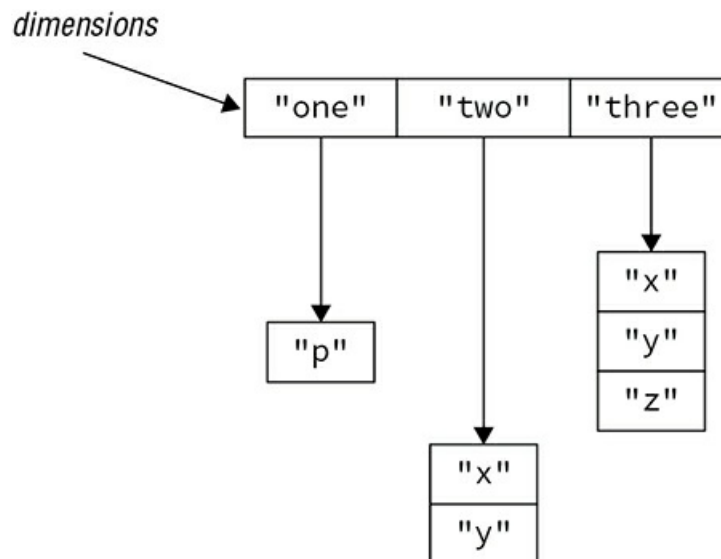 dimensions
"one" "two" "three"
"x"
"y"
"p"
"z"
"x"
"y"